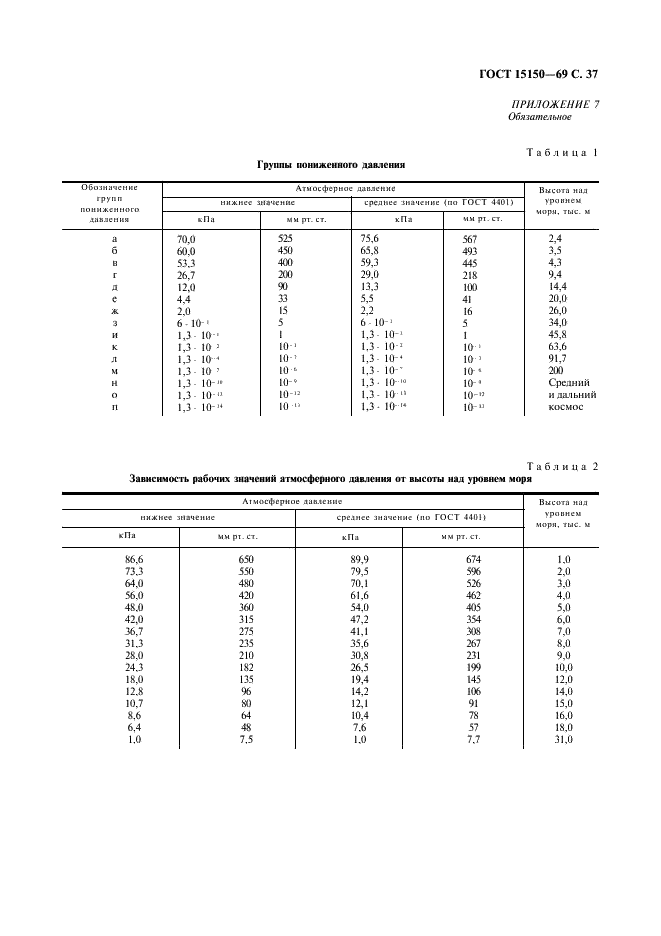 ГОСТ 15150—69 С. 37
ПРИЛОЖЕНИЕ 7
Обязательное
Таблица 1
Группы пониженного давления
Обозначение групп пониженного давления
Атмосферное давление
Высота над уровнем моря, тыс. м
нижнее значение
среднее значение (по ГОСТ 4401)
кПа мм рт. ст. кПа мм рт. ст.
а 70,0 525 75,6 567 2,4
б 60,0 450 65,8 493 3,5
в 53,3 400 59,3 445 4,3
г 26,7 200 29,0 218 9,4
д 12,0 90 13,3 100 14,4
е 4,4 33 5,5 41 20,0
ж 2,0 15 2,2 16 26,0
з 6 · 10⁻¹ 5 6 · 10⁻¹ 5 34,0
и 1,3 · 10⁻¹ 1 1,3 · 10⁻¹ 1 45,8
к 1,3 · 10⁻² 10⁻¹ 1,3 · 10⁻² 10⁻¹ 63,6
л 1,3 · 10⁻⁴ 1,3 · 10⁻⁴ 91,7
м 1,3 · 10⁻⁷ 10⁻⁶ 1,3 · 10⁻⁷ 10⁻⁶ 200
н 1,3 · 10⁻¹⁰ 10⁻⁹ 1,3 · 10⁻¹⁰ 10⁻⁹ Средний
о 1,3 · 10⁻¹³ 10⁻¹² 1,3 · 10⁻¹³ 10⁻¹² и дальний
п 1,3 · 10⁻¹⁴ 10⁻¹³ 1,3 · 10⁻¹⁴ 10⁻¹³ космос
Таблица 2
Зависимость рабочих значений атмосферного давления от высоты над уровнем моря
Атмосферное давление
Высота над уровнем моря, тыс. м
нижнее значение
среднее значение (по ГОСТ 4401)
кПа мм рт. ст. кПа мм рт. ст.
86,6 650 89,9 674 1,0
73,3 550 79,5 596 2,0
64,0 480 70,1 526 3,0
56,0 420 61,6 462 4,0
48,0 360 54,0 405 5,0
42,0 315 47,2 354 6,0
36,7 275 41,1 308 7,0
31,3 235 35,6 267 8,0
28,0 210 30,8 231 9,0
24,3 182 26,5 199 10,0
18,0 135 19,4 145 12,0
12,8 96 14,2 106 14,0
10,7 80 12,1 91 15,0
8,6 64 10,4 78 16,0
6,4 48 7,6 57 18,0
1,0 7,5 1,0 7,7 31,0